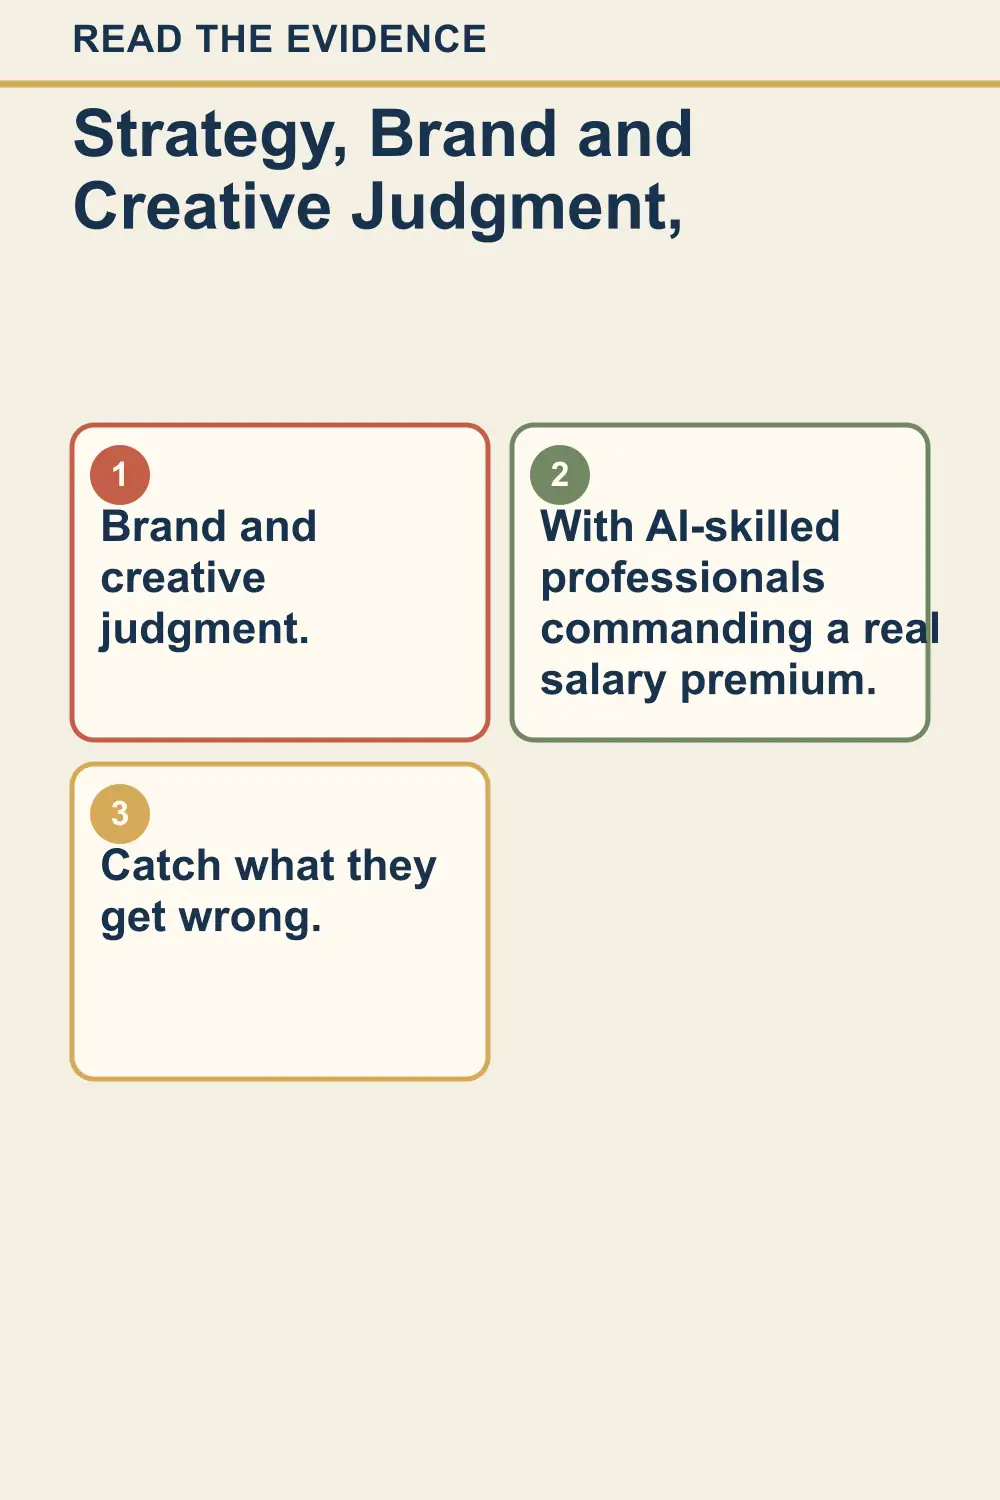 READ THE EVIDENCE
Strategy, Brand and
Creative Judgment,
1
Brand and
creative
judgment.
2
With AI-skilled
professionals
commanding a real
salary premium.
3
Catch what they
get wrong.